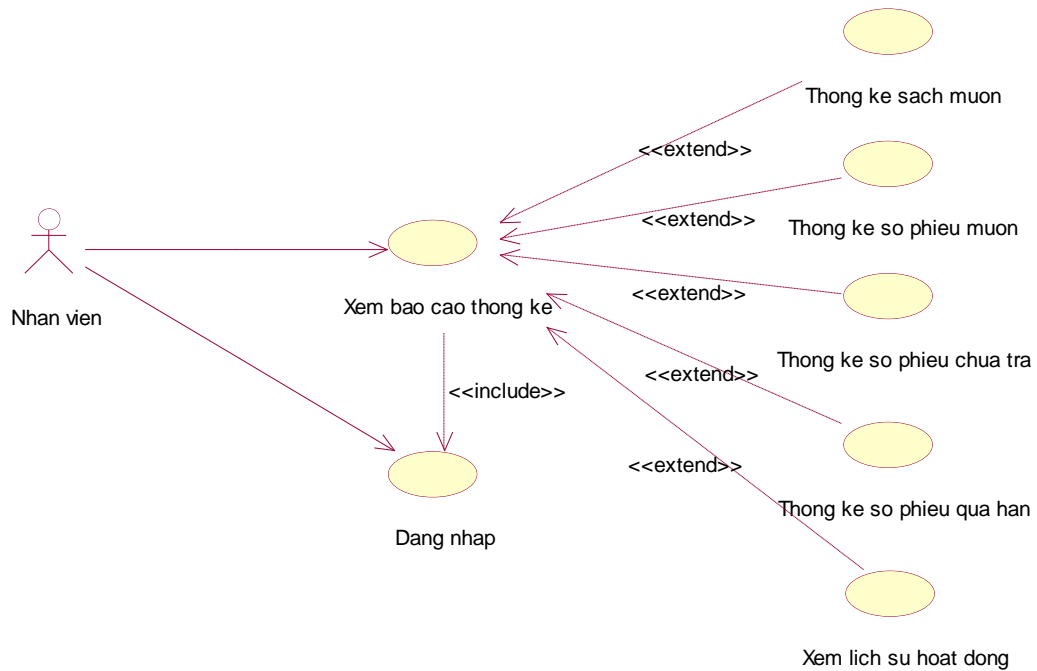 Thong ke sach muon
<<extend>>
<<extend>>
Thong ke so phieu muon
<<extend>>
Nhan vien
Xem bao cao thong ke
Thong ke so phieu chua tra
<<extend>>
<<include>>
<<extend>>
Thong ke so phieu qua han
Dang nhap
Xem lich su hoat dong